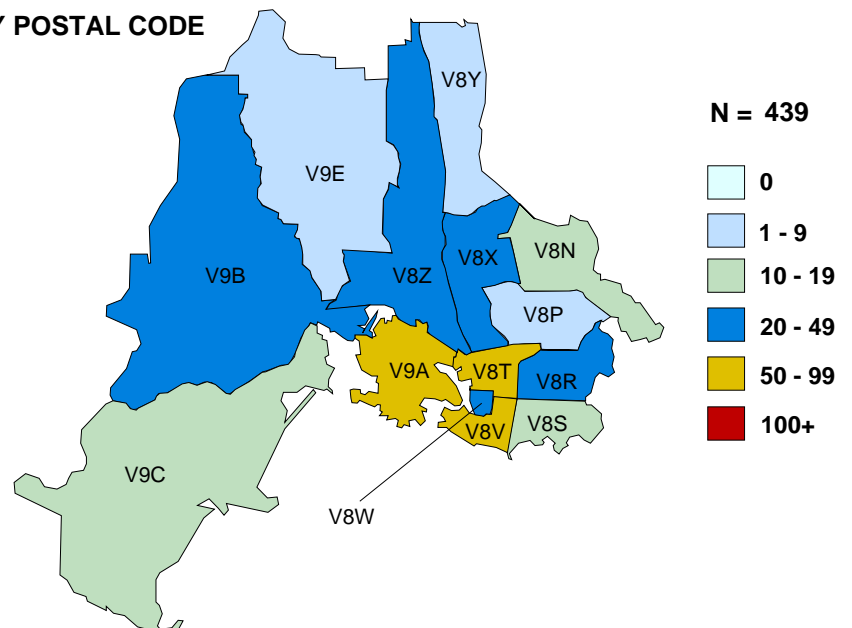 Y POSTAL CODE
V8Y
N = 439
V9E
0
1 - 9
V8N
V9B
V8Z
V8X
10 - 19
V8P
20 - 49
V9A
V8T
V8R
50 - 99
V8V
V8S
100+
V9C
V8W